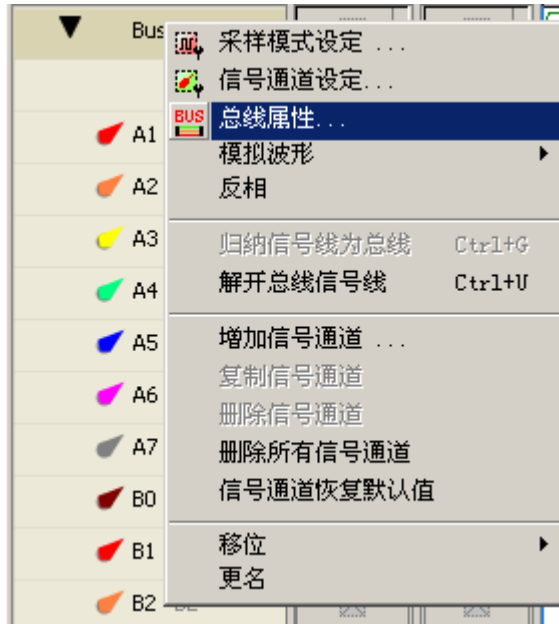 Bus
采样模式设定 ...
信号通道设定...
BUS 总线属性...
A1
模拟波形
A2
反相
A3
归纳信号线为总线 Ctrl+G
A4
解开总线信号线 Ctrl+U
A5
增加信号通道 ...
A6
复制信号通道
删除信号通道
A7
删除所有信号通道
B0
信号通道恢复默认值
B1
移位
B2
更名